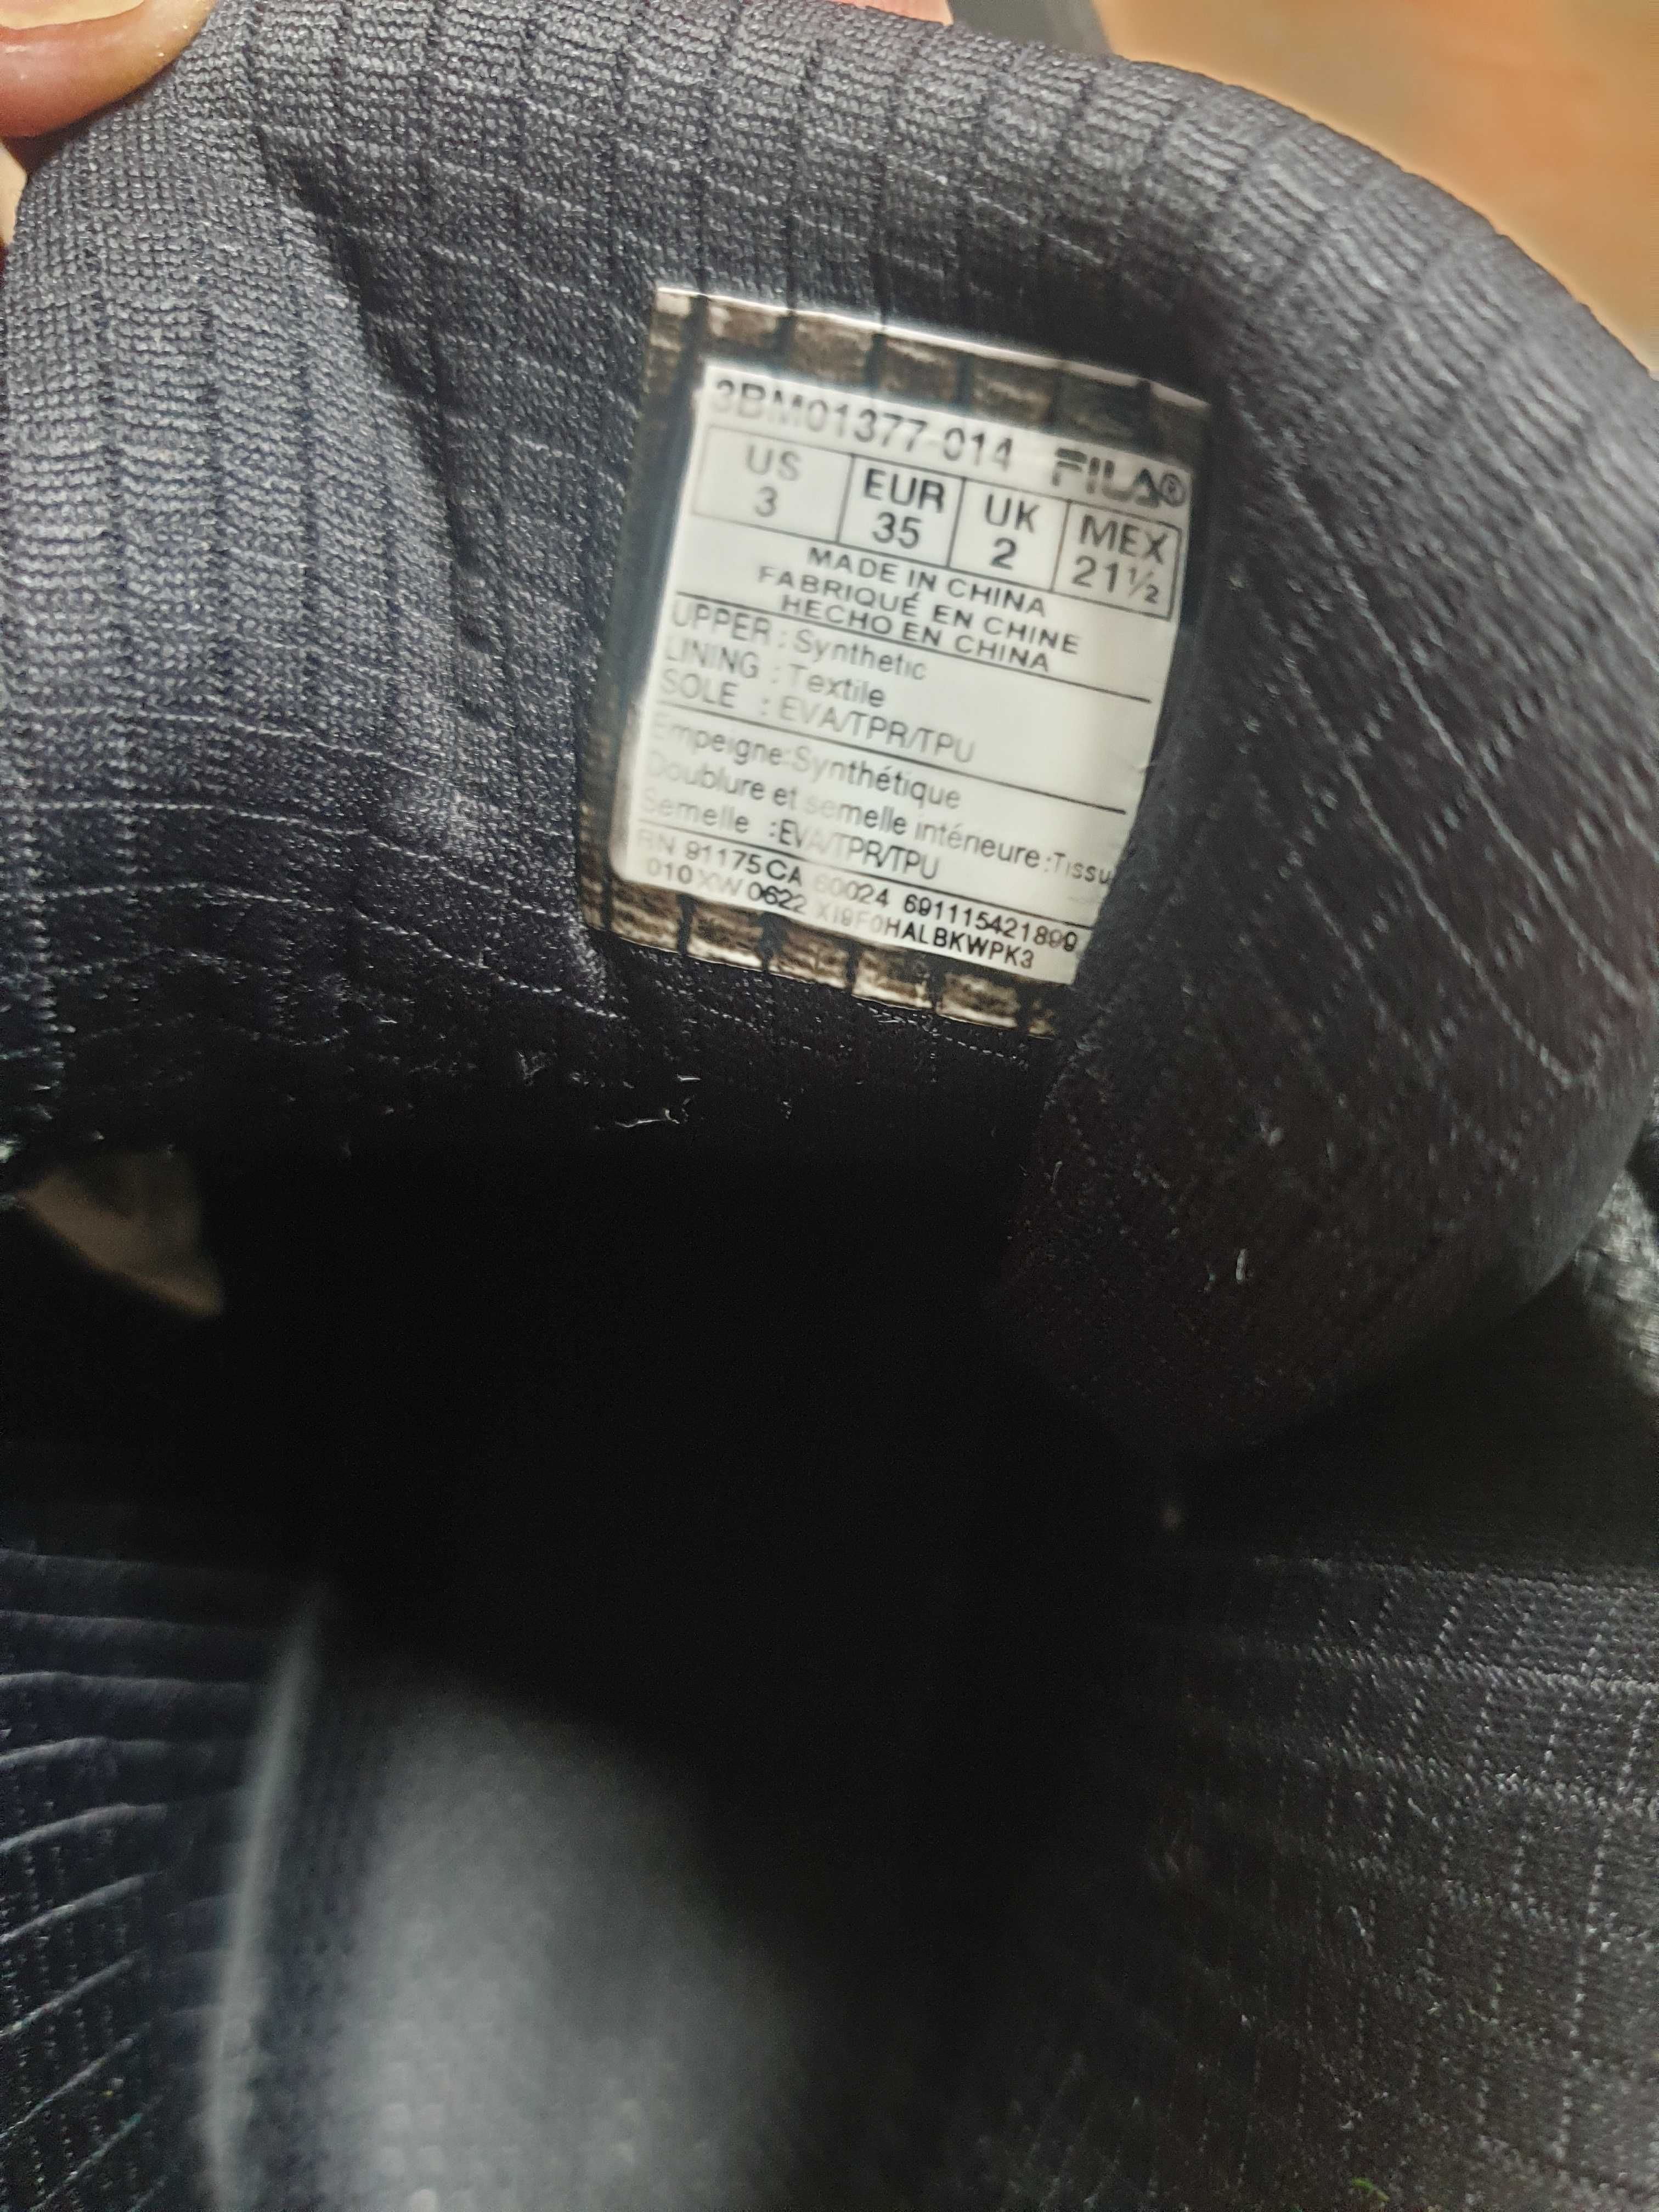 3BM01377-014 FILA®
US EUR UK MEX
3 35 2 21½
MADE IN CHINA
FABRIQUÉ EN CHINE
HECHO EN CHINA
UPPER : Synthetic
LINING : Textile
SOLE : EVA/TPR/TPU
Empeigne:Synthétique
Doublure et semelle intérieure:Tissu
Semelle :EVA/TPR/TPU
RN 91175 CA 60024 691115421899
010 XW 0622 XI9F0HALBKWPK3